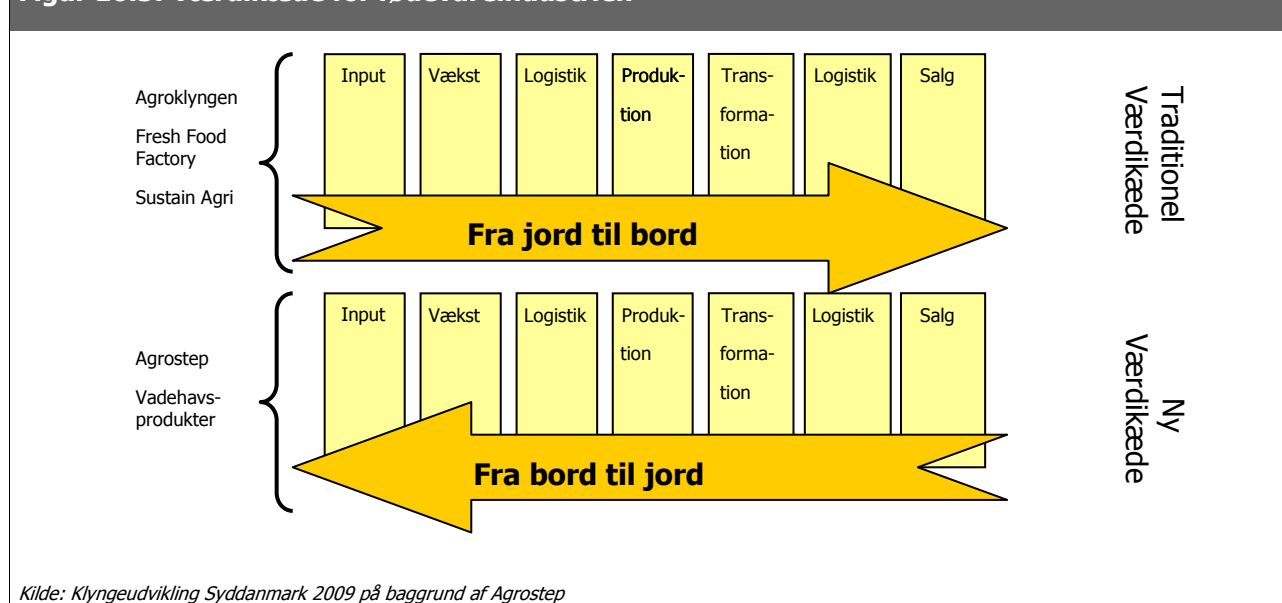 Agroklyngen
Fresh Food
Factory
Sustain Agri
Input
Vækst
Logistik
Produk-
tion
Trans-
forma-
tion
Logistik
Salg
Fra jord til bord
Traditionel
Værdikæde
Agrostep
Vadehavs-
produkter
Input
Vækst
Logistik
Produk-
tion
Trans-
forma-
tion
Logistik
Salg
Fra bord til jord
Ny
Værdikæde
Kilde: Klyngeudvikling Syddanmark 2009 på baggrund af Agrostep